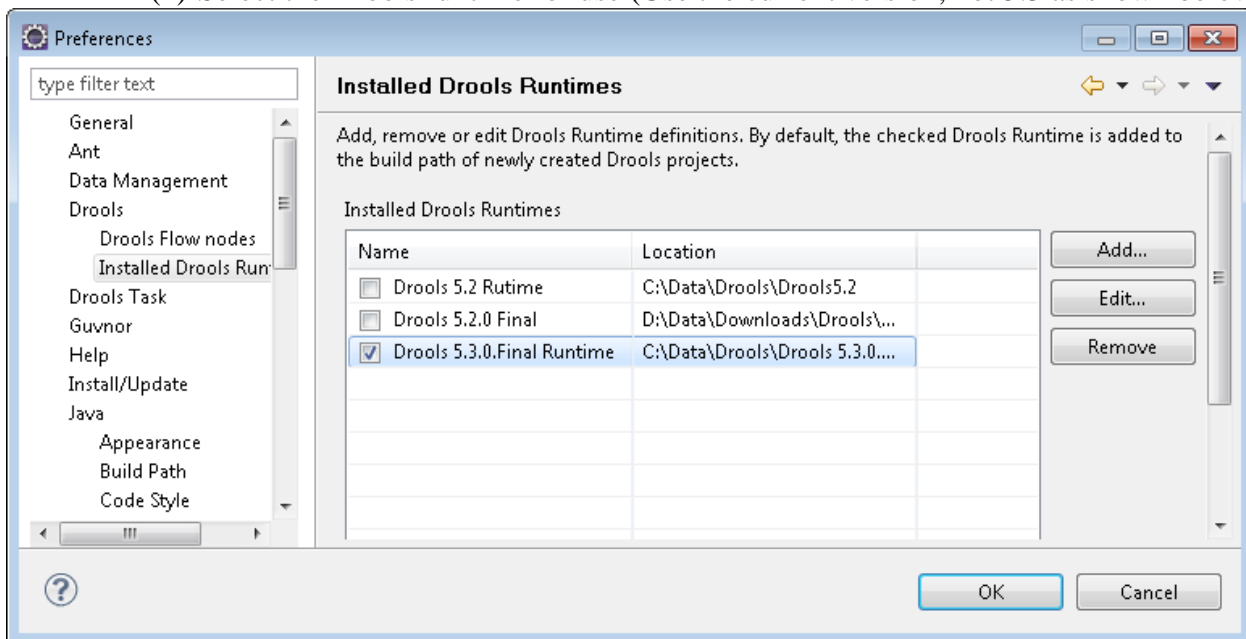 Preferences
type filter text
General
Ant
Data Management
Drools
Drools Flow nodes
Installed Drools Run
Drools Task
Guvnor
Help
Install/Update
Java
Appearance
Build Path
Code Style
Installed Drools Runtimes
Add, remove or edit Drools Runtime definitions. By default, the checked Drools Runtime is added to
the build path of newly created Drools projects.
Installed Drools Runtimes
Name Location
Drools 5.2 Rutime C:\Data\Drools\Drools5.2
Drools 5.2.0 Final D:\Data\Downloads\Drools\...
Drools 5.3.0.Final Runtime C:\Data\Drools\Drools 5.3.0....
Add...
Edit...
Remove
OK
Cancel